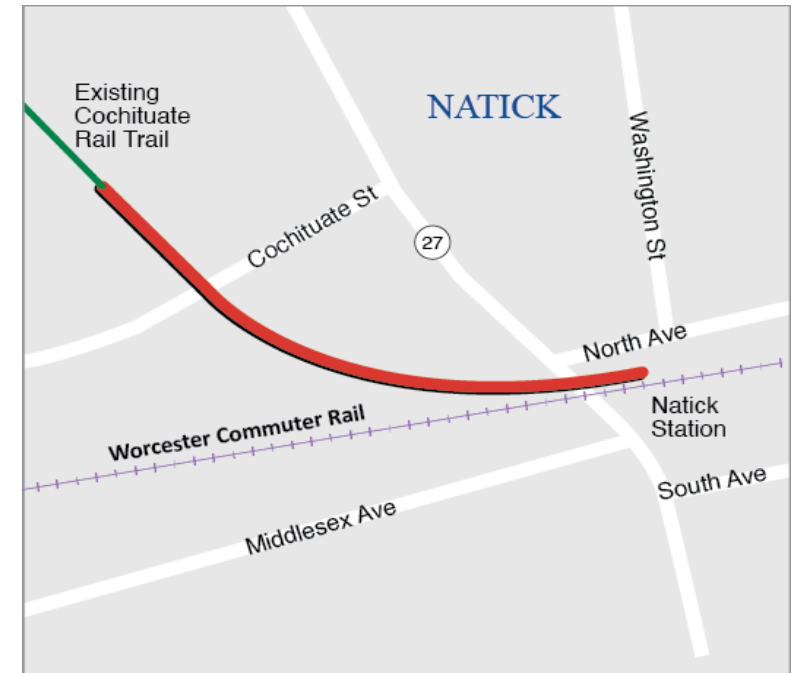 Existing
Cochituate
Rail Trail
NATICK
Washington St
Cochituate St
27
North Ave
Natick
Station
Worcester Commuter Rail
South Ave
Middlesex Ave